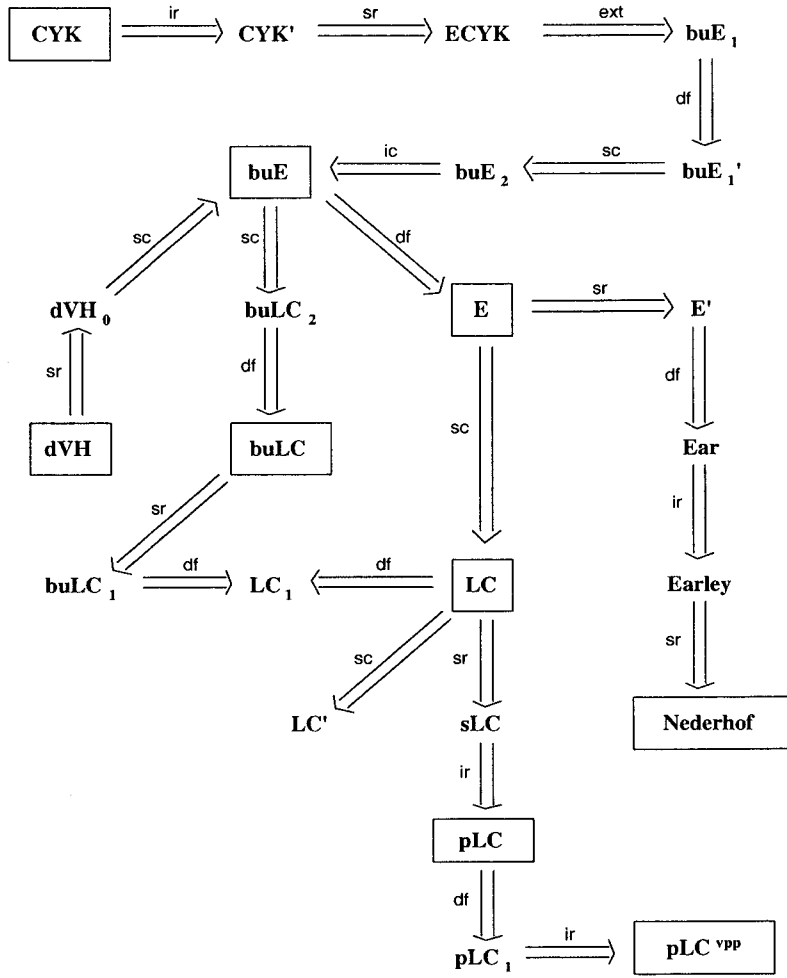 CYK ir CYK' sr ECYK ext buE₁
df
buE ic buE₂ sc buE₁'
sc sc df
dVH₀ buLC₂ E sr E'
sr df sc df
dVH buLC Ear
sr ir
buLC₁ df LC₁ df LC Earley
sc sr sr
LC' sLC Nederhof
ir
pLC
df
pLC₁ ir pLC^vpp